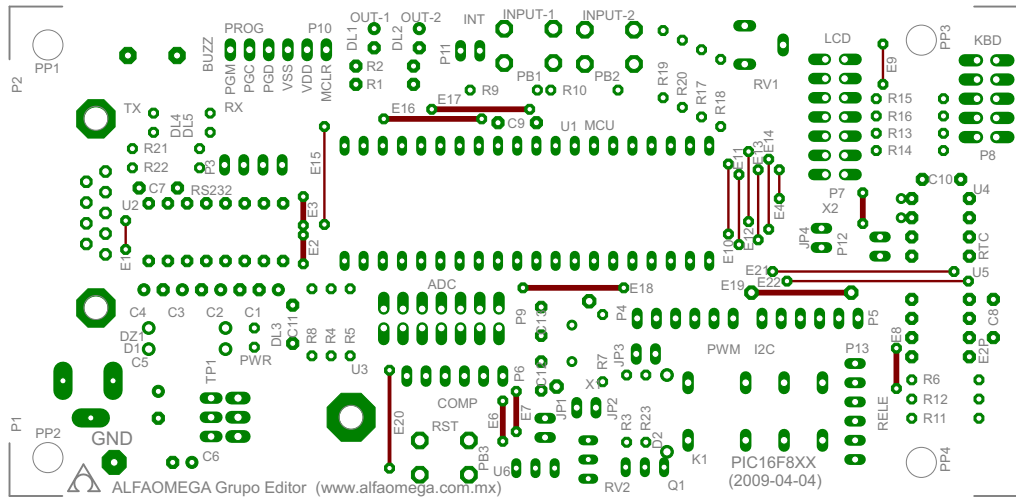 P2
PP1
BUZZ
PROG
P10
PGM
PGC
PGD
VSS
VDD
MCLR
OUT-1
OUT-2
DL1
DL2
R2
R1
INT
P11
INPUT-1
INPUT-2
PB1
PB2
R9
R10
R19
R20
R17
R18
RV1
LCD
E9
PP3
KBD
R15
R16
R13
R14
P8
TX
RX
DL4
DL5
R21
R22
P3
E15
E16
E17
C9
U1
MCU
E14
E13
E11
E4
E10
E12
C7
RS232
U2
E3
E2
E1
P7
X2
JP4
P12
C10
U4
RTC
E21
E22
U5
E19
E18
ADC
C4
C3
C2
C1
DZ1
D1
C5
PWR
DL3
C11
R8
R4
R5
U3
P9
C13
C12
P4
P5
PWM
I2C
JP3
R7
P13
E8
C8
E2P
R6
R12
R11
RELE
TP1
P6
X1
JP1
JP2
COMP
E20
E6
E7
RST
PB3
U6
R3
R23
D2
RV2
Q1
K1
P1
PP2
GND
C6
PP4
PIC16F8XX
(2009-04-04)
ALFAOMEGA Grupo Editor (www.alfaomega.com.mx)